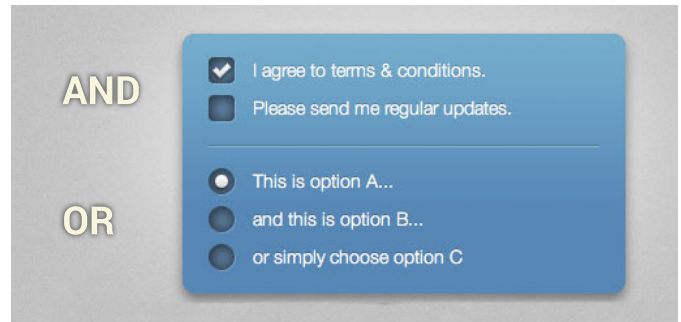 AND
I agree to terms & conditions.
Please send me regular updates.
OR
This is option A...
and this is option B...
or simply choose option C